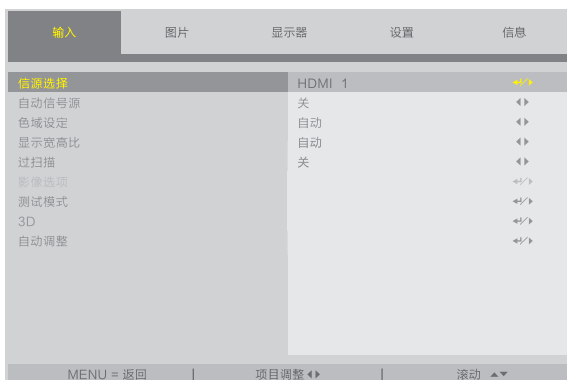 输入 图片 显示器 设置 信息
信源选择 HDMI 1
自动信号源 关
色域设定 自动
显示宽高比 自动
过扫描 关
影像选项
测试模式
3D
自动调整
MENU = 返回 | 项目调整 | 滚动